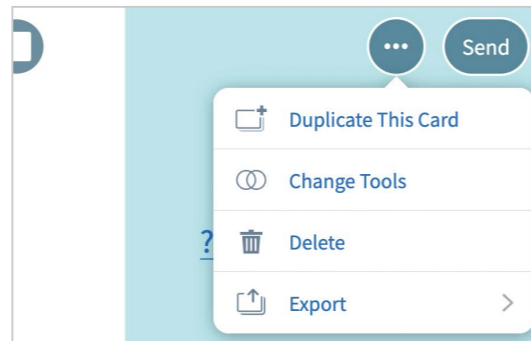 Send
Duplicate This Card
Change Tools
?
Delete
Export